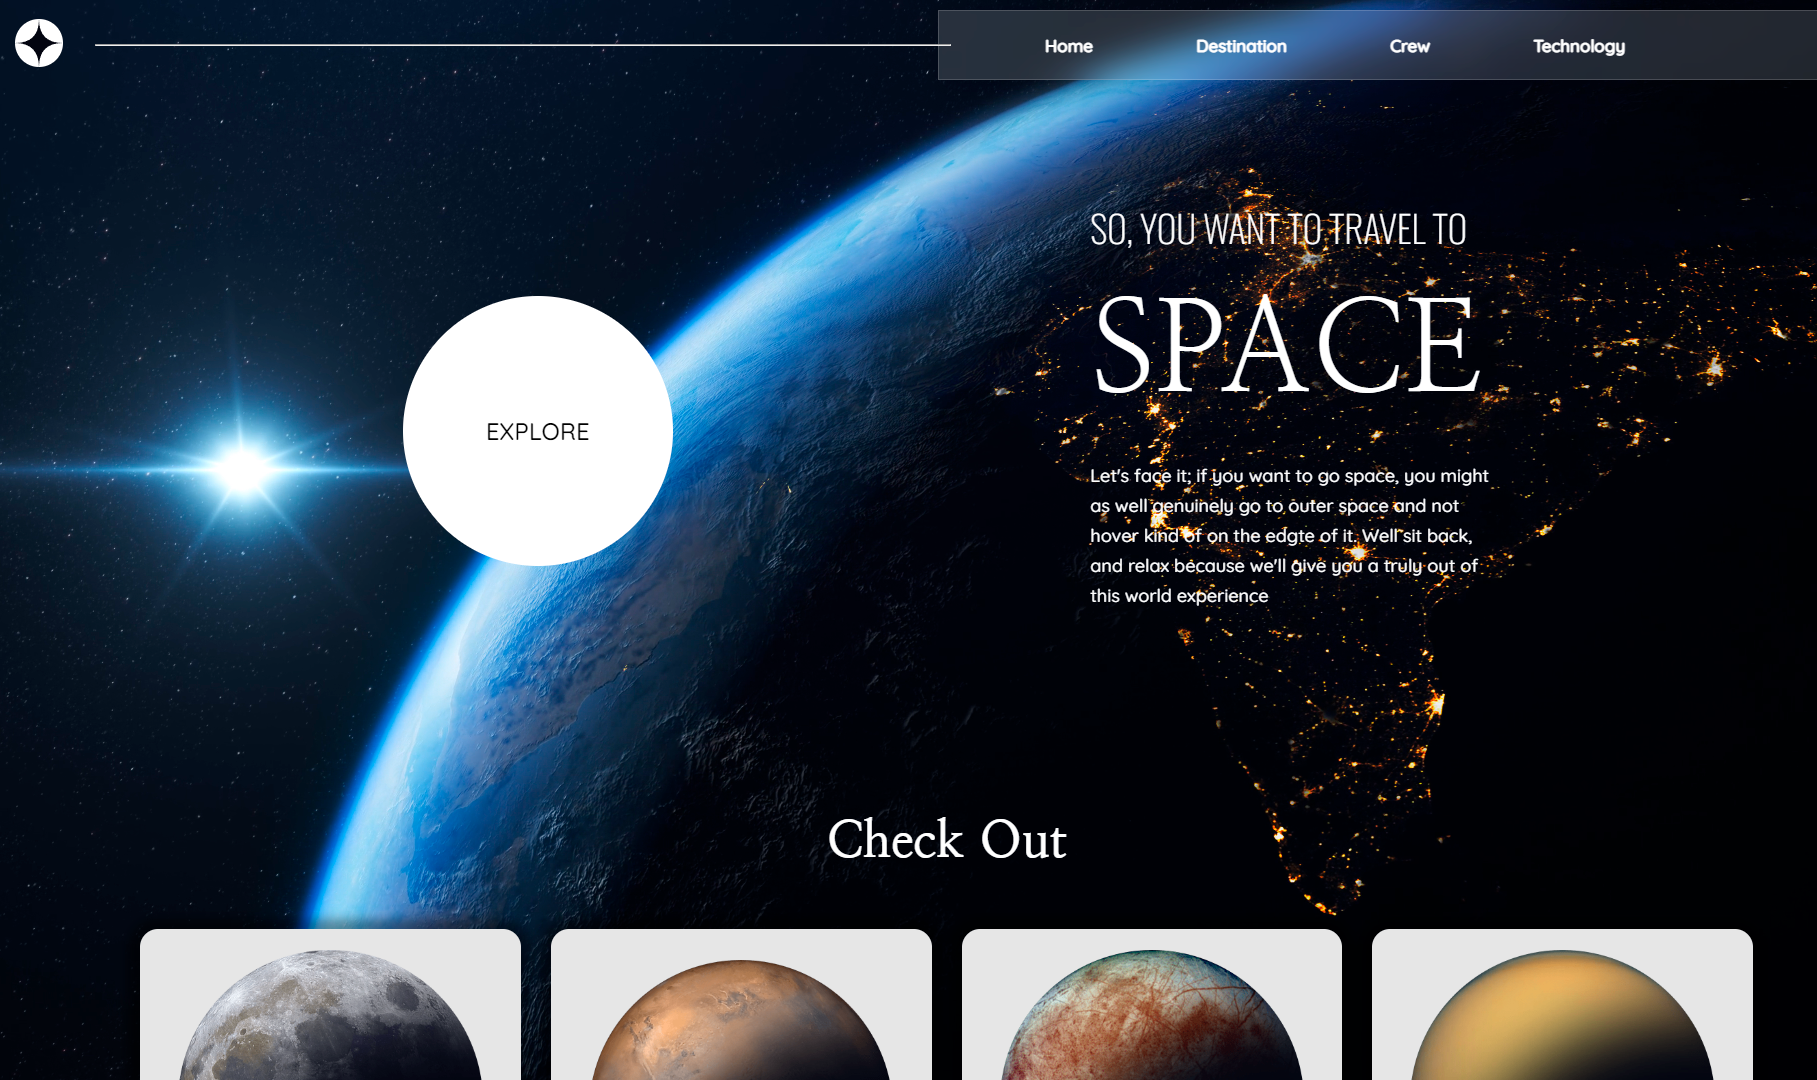 Home Destination Crew Technology
SO, YOU WANT TO TRAVEL TO
SPACE
EXPLORE
Let's face it; if you want to go space, you might
as well genuinely go to outer space and not
hover kind of on the edgte of it. Well sit back,
and relax because we'll give you a truly out of
this world experience
Check Out